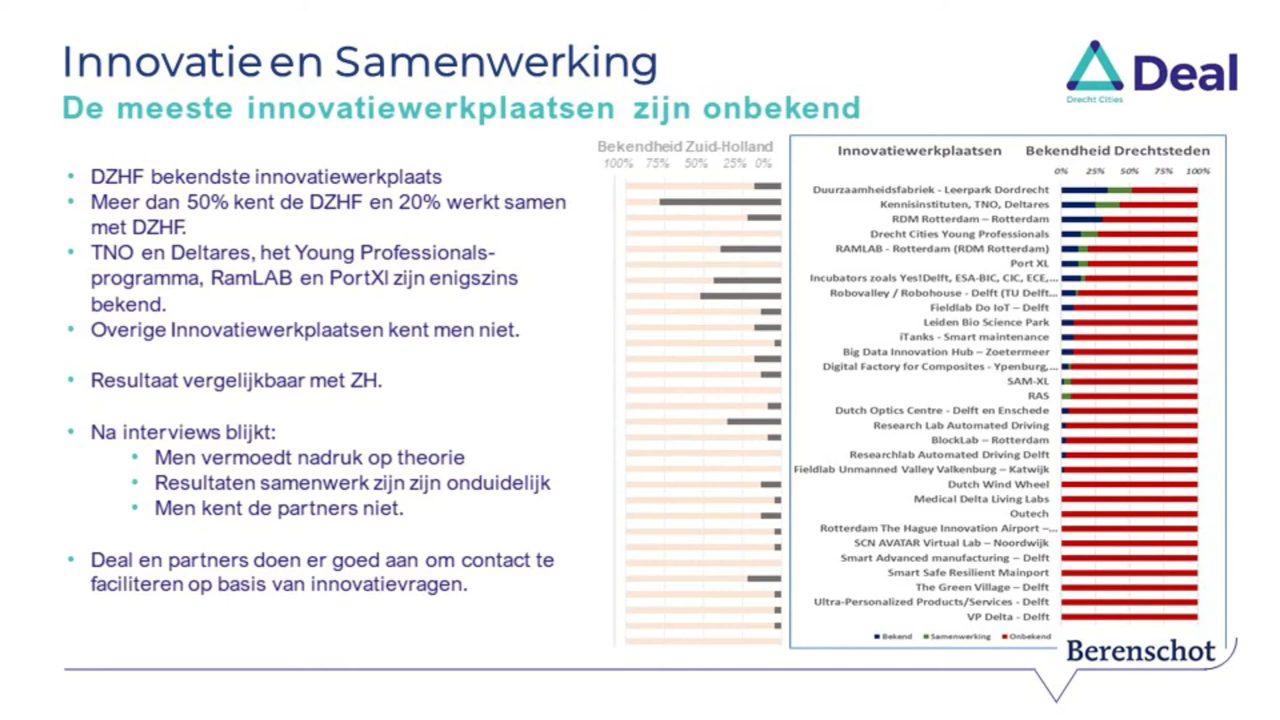 Innovatie en Samenwerking
De meeste innovatiewerkplaatsen zijn onbekend
Deal
Drecht Cities
• DZHF bekendste innovatiewerkplaats
• Meer dan 50% kent de DZHF en 20% werkt samen
met DZHF.
• TNO en Deltares, het Young Professionals-
programma, RamLAB en PortXl zijn enigszins
bekend.
• Overige Innovatiewerkplaatsen kent men niet.
• Resultaat vergelijkbaar met ZH.
• Na interviews blijkt:
• Men vermoedt nadruk op theorie
• Resultaten samenwerk zijn zijn onduidelijk
• Men kent de partners niet.
• Deal en partners doen er goed aan om contact te
faciliteren op basis van innovatievragen.
Bekendheid Zuid-Holland
100% 75% 50% 25% 0%
Innovatiewerkplaatsen Bekendheid Drechtsteden
0% 25% 50% 75% 100%
Duurzaamheidsfabriek - Leerpark Dordrecht
Kennisinstituten, TNO, Deltares
RDM Rotterdam – Rotterdam
Drecht Cities Young Professionals
RAMLAB - Rotterdam (RDM Rotterdam)
Port XL
Incubators zoals Yes!Delft, ESA-BIC, CIC, ECE,...
Robovalley / Robohouse - Delft (TU Delft...
Fieldlab Do IoT – Delft
Leiden Bio Science Park
iTanks - Smart maintenance
Big Data Innovation Hub – Zoetermeer
Digital Factory for Composites - Ypenburg,...
SAM-XL
RAS
Dutch Optics Centre - Delft en Enschede
Research Lab Automated Driving
BlockLab – Rotterdam
Researchlab Automated Driving Delft
Fieldlab Unmanned Valley Valkenburg – Katwijk
Dutch Wind Wheel
Medical Delta Living Labs
Outech
Rotterdam The Hague Innovation Airport –...
SCN AVATAR Virtual Lab – Noordwijk
Smart Advanced manufacturing – Delft
Smart Safe Resilient Mainport
The Green Village – Delft
Ultra-Personalized Products/Services - Delft
VP Delta - Delft
Bekend Samenwerking Onbekend
Berenschot